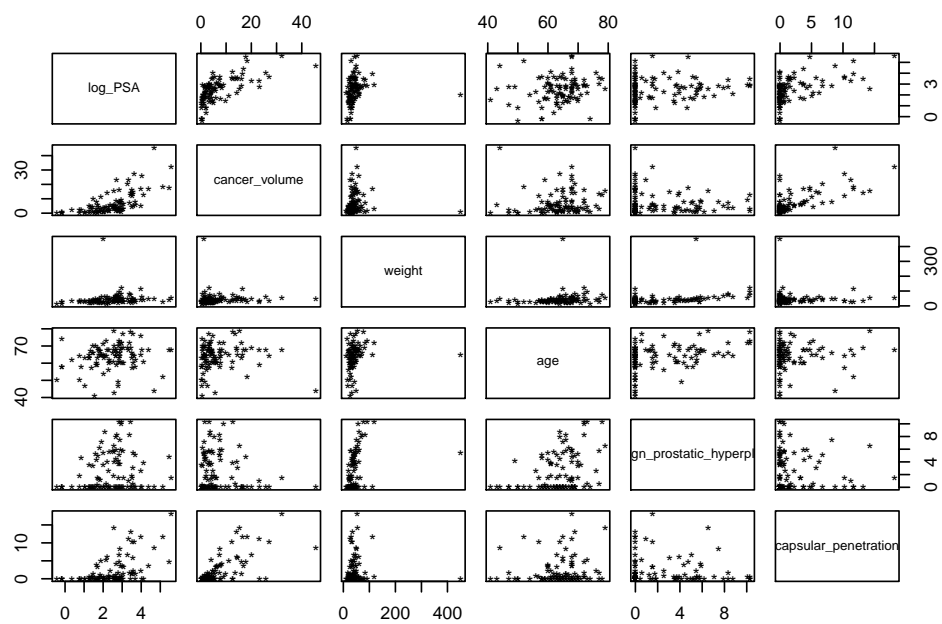 0 20 40
40 60 80
0 5 10
log_PSA
0 3
cancer_volume
0 30
weight
0 300
age
40 70
gn_prostatic_hyperpl
0 4 8
capsular_penetration
0 10
0 2 4
0 200 400
0 4 8